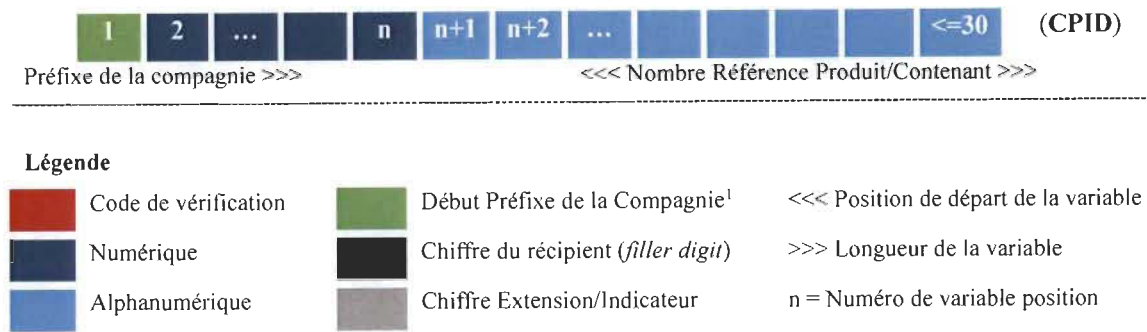 1 2 ... n n+1 n+2 ... <=30 (CPID)
Préfixe de la compagnie >>> <<< Nombre Référence Produit/Contenant >>>
Légende
Code de vérification Début Préfixe de la Compagnie¹ <<< Position de départ de la variable
Numérique Chiffre du récipient (filler digit) >>> Longueur de la variable
Alphanumérique Chiffre Extension/Indicateur n = Numéro de variable position